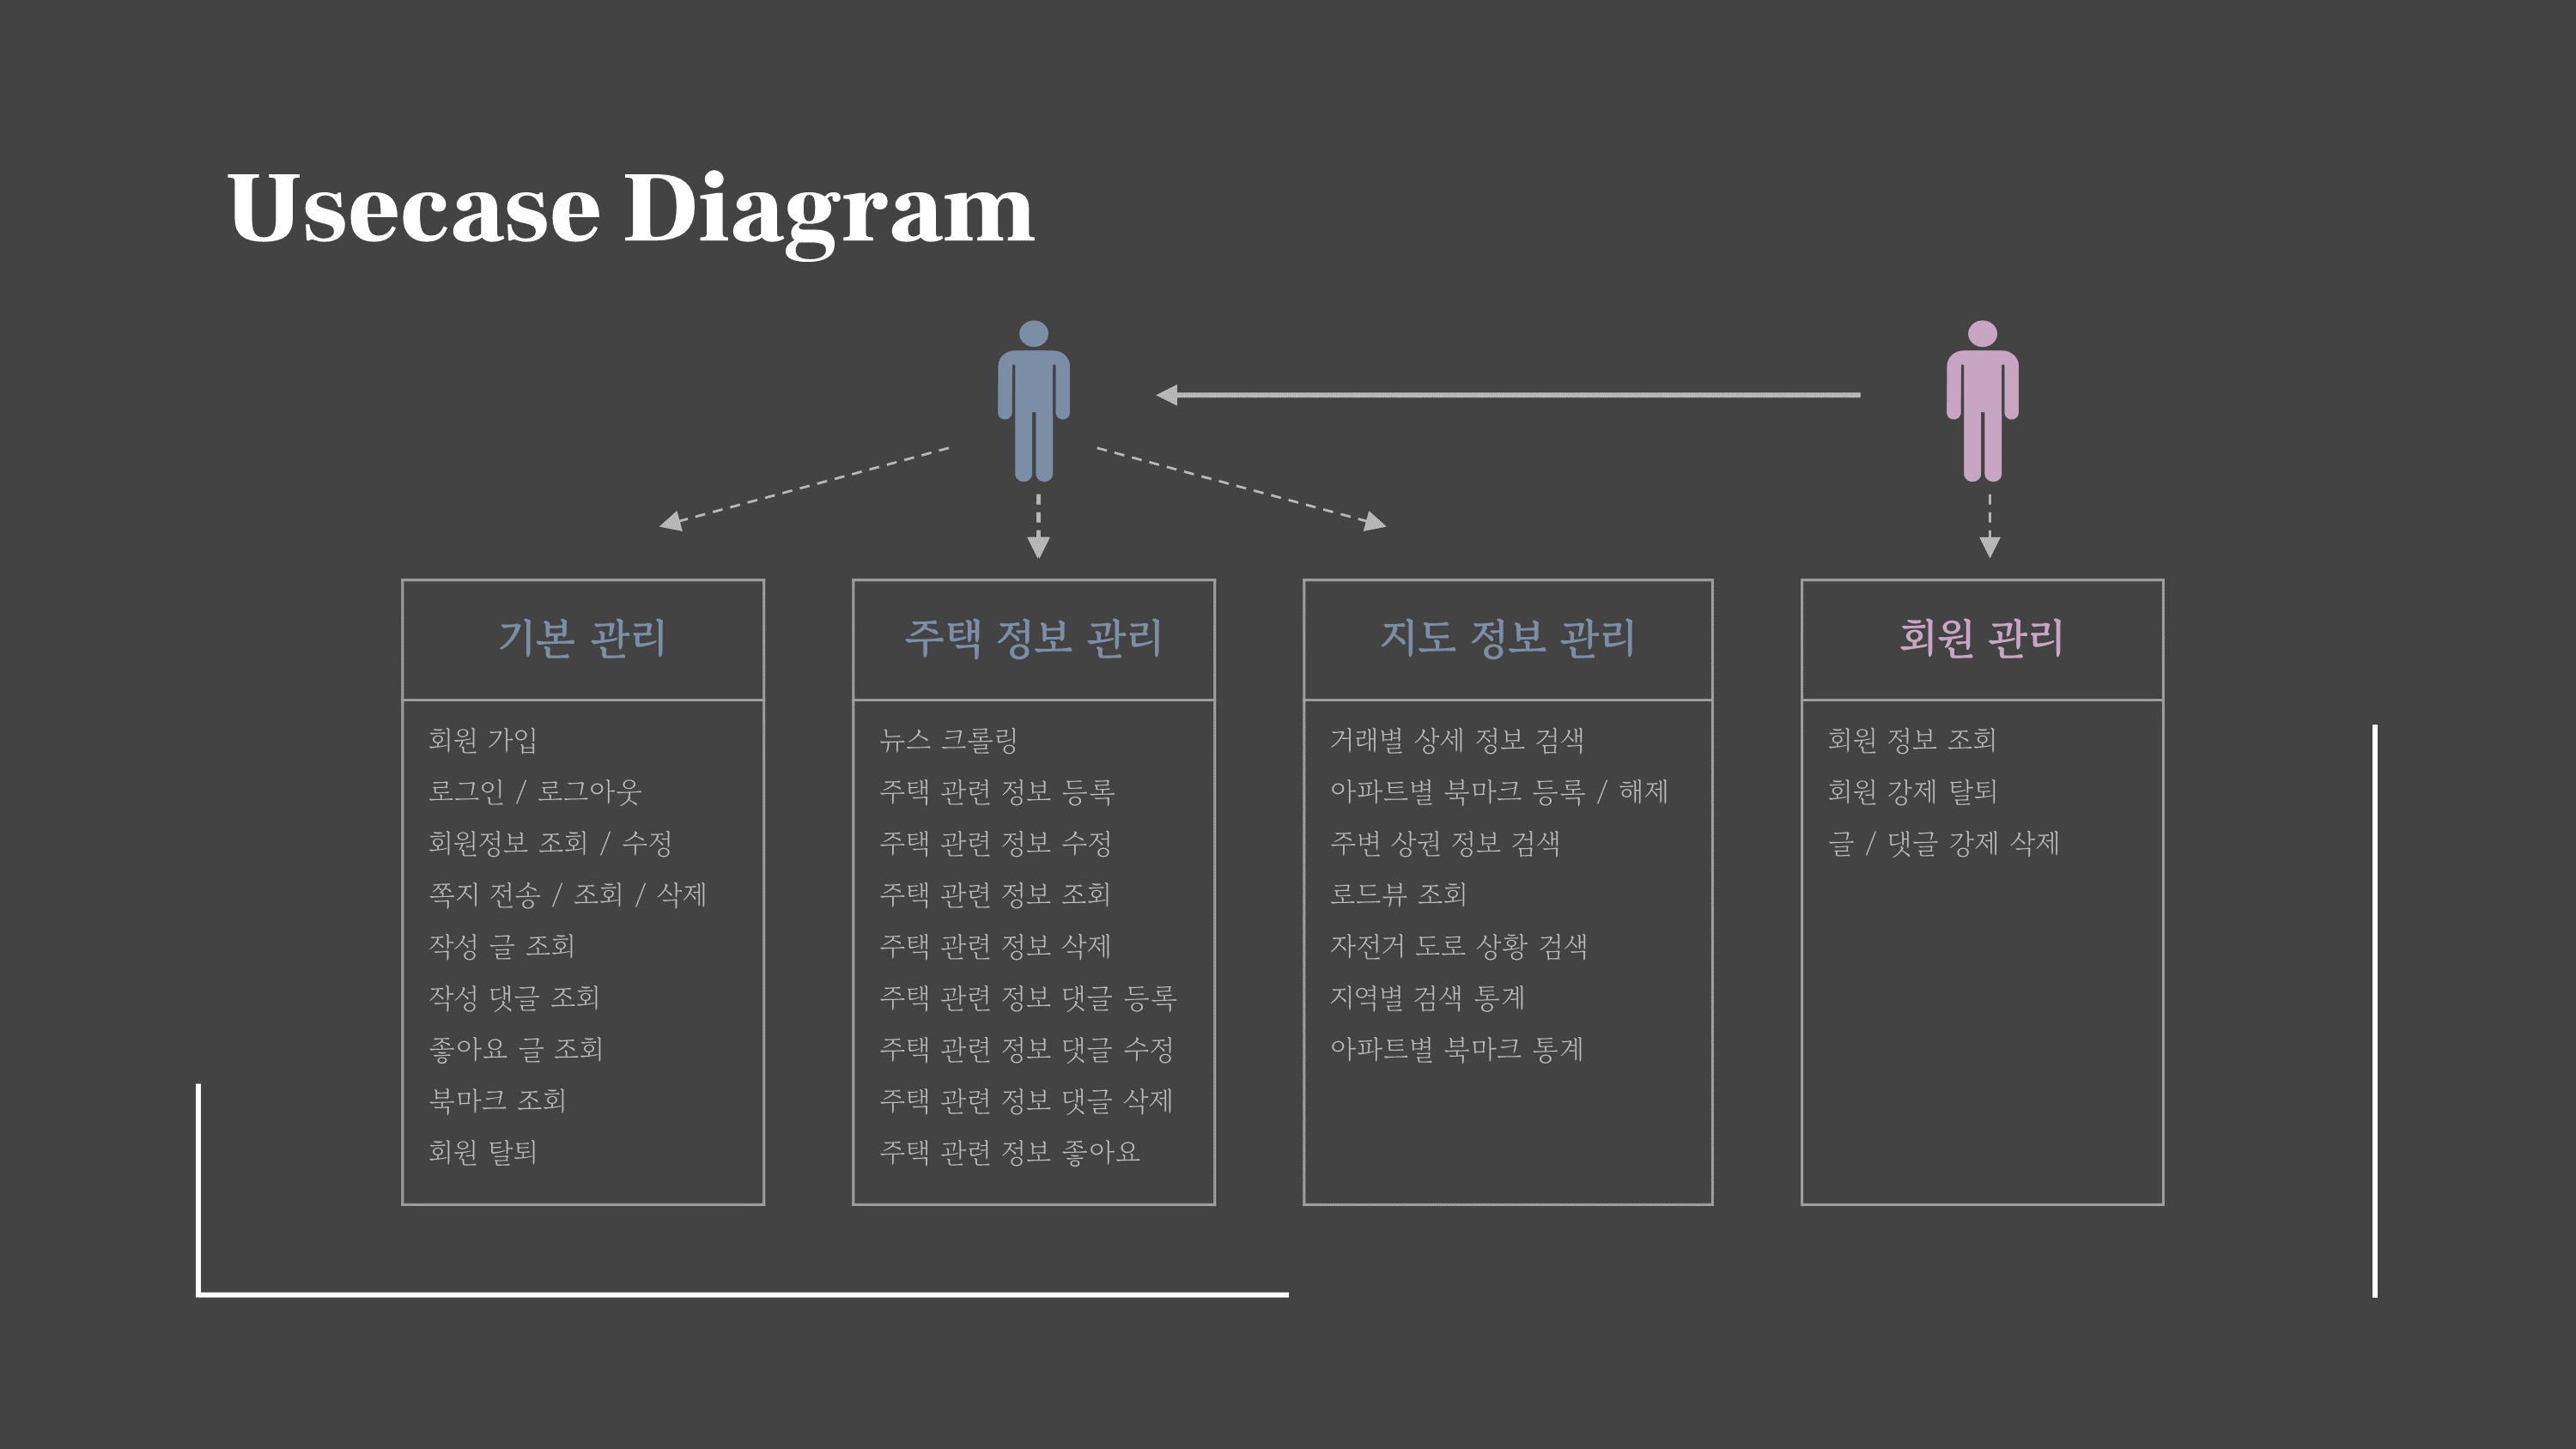 Usecase Diagram
기본 관리
회원 가입
로그인 / 로그아웃
회원정보 조회 / 수정
쪽지 전송 / 조회 / 삭제
작성 글 조회
작성 댓글 조회
좋아요 글 조회
북마크 조회
회원 탈퇴
주택 정보 관리
뉴스 크롤링
주택 관련 정보 등록
주택 관련 정보 수정
주택 관련 정보 조회
주택 관련 정보 삭제
주택 관련 정보 댓글 등록
주택 관련 정보 댓글 수정
주택 관련 정보 댓글 삭제
주택 관련 정보 좋아요
지도 정보 관리
거래별 상세 정보 검색
아파트별 북마크 등록 / 해제
주변 상권 정보 검색
로드뷰 조회
자전거 도로 상황 검색
지역별 검색 통계
아파트별 북마크 통계
회원 관리
회원 정보 조회
회원 강제 탈퇴
글 / 댓글 강제 삭제